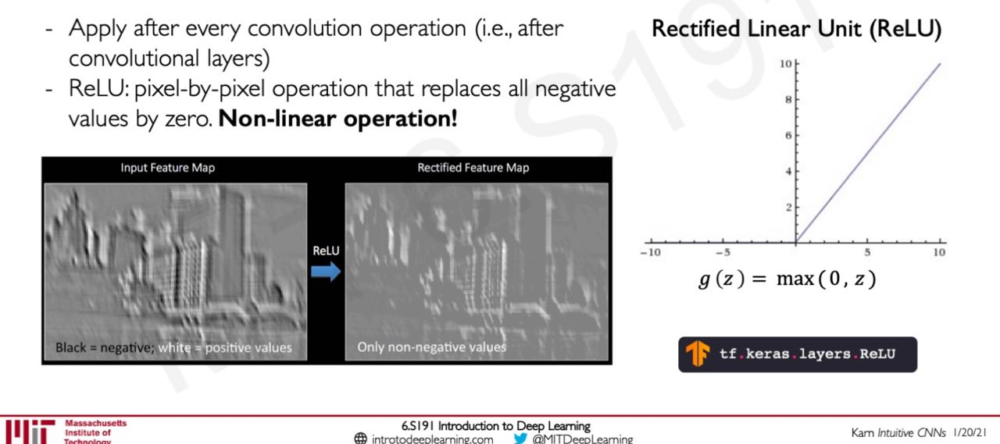 - Apply after every convolution operation (i.e., after
convolutional layers)
- ReLU: pixel-by-pixel operation that replaces all negative
values by zero. Non-linear operation!
Input Feature Map
Rectified Feature Map
ReLU
Black = negative; white = positive values
Only non-negative values
Rectified Linear Unit (ReLU)
10
8
6
4
2
-10
-5
5
10
g (z) = max (0 , z)
tf.keras.layers.ReLU
Massachusetts
Institute of
Technology
6.S191 Introduction to Deep Learning
introtodeeplearning.com
@MITDeepLearning
Karn Intuitive CNNs 1/20/21